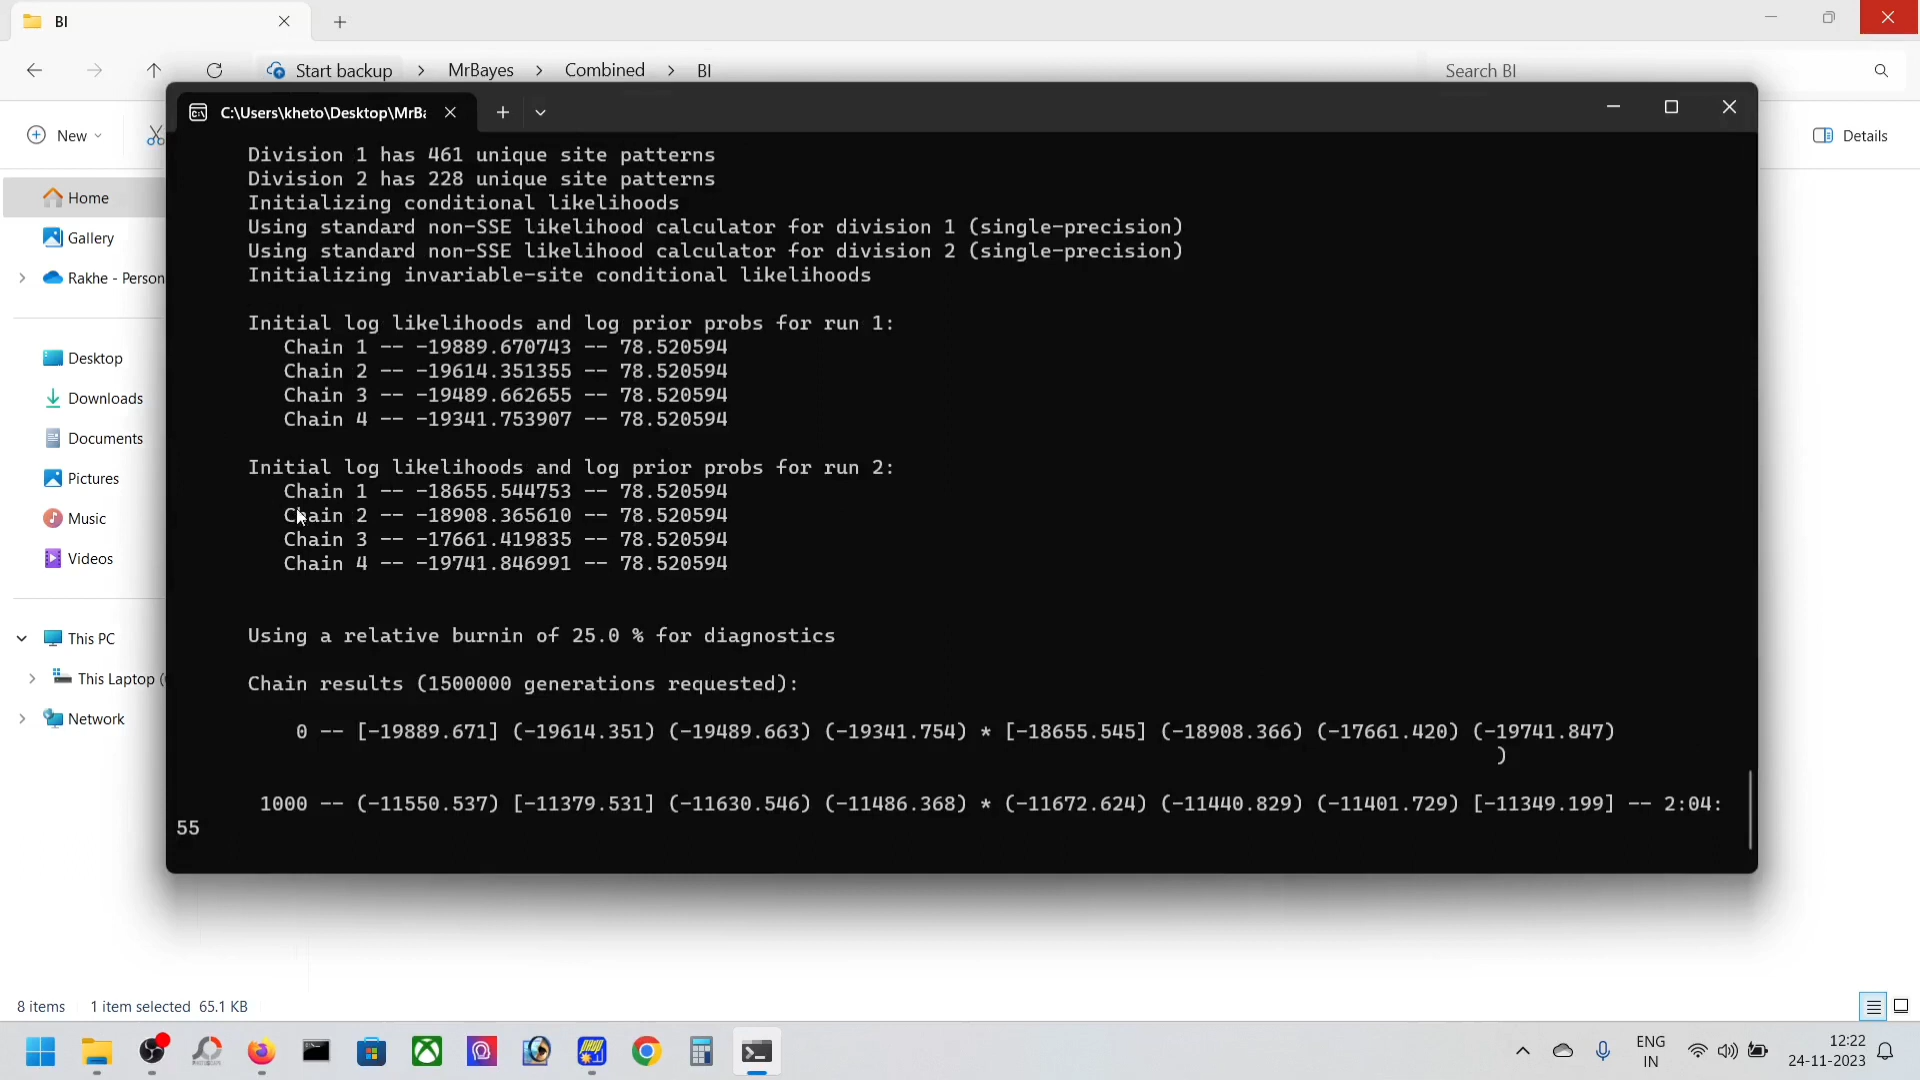 BI
Start backup > MrBayes > Combined > BI
Search BI
C:\Users\kheto\Desktop\MrBa
New
Details
Home
Gallery
Rakhe - Person
Desktop
Downloads
Documents
Pictures
Music
Videos
This PC
This Laptop (
Network
Division 1 has 461 unique site patterns
Division 2 has 228 unique site patterns
Initializing conditional likelihoods
Using standard non-SSE likelihood calculator for division 1 (single-precision)
Using standard non-SSE likelihood calculator for division 2 (single-precision)
Initializing invariable-site conditional likelihoods
Initial log likelihoods and log prior probs for run 1:
Chain 1 -- -19889.670743 -- 78.520594
Chain 2 -- -19614.351355 -- 78.520594
Chain 3 -- -19489.662655 -- 78.520594
Chain 4 -- -19341.753907 -- 78.520594
Initial log likelihoods and log prior probs for run 2:
Chain 1 -- -18655.544753 -- 78.520594
Chain 2 -- -18908.365610 -- 78.520594
Chain 3 -- -17661.419835 -- 78.520594
Chain 4 -- -19741.846991 -- 78.520594
Using a relative burnin of 25.0 % for diagnostics
Chain results (1500000 generations requested):
0 -- [-19889.671] (-19614.351) (-19489.663) (-19341.754) * [-18655.545] (-18908.366) (-17661.420) (-19741.847)
)
1000 -- (-11550.537) [-11379.531] (-11630.546) (-11486.368) * (-11672.624) (-11440.829) (-11401.729) [-11349.199] -- 2:04:
55
8 items 1 item selected 65.1 KB
ENG
IN
12:22
24-11-2023